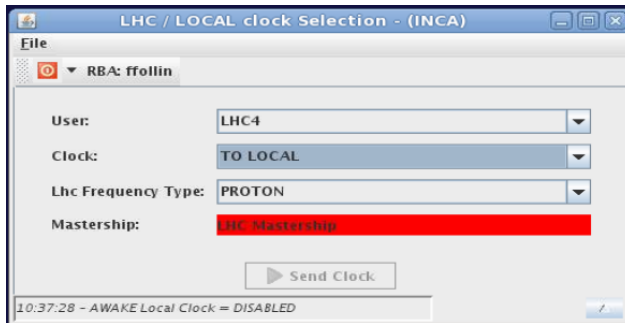 LHC / LOCAL clock Selection - (INCA)
File
RBA: ffollin
User: LHC4
Clock: TO LOCAL
Lhc Frequency Type: PROTON
Mastership: LHC Mastership
Send Clock
10:37:28 - AWAKE Local Clock = DISABLED